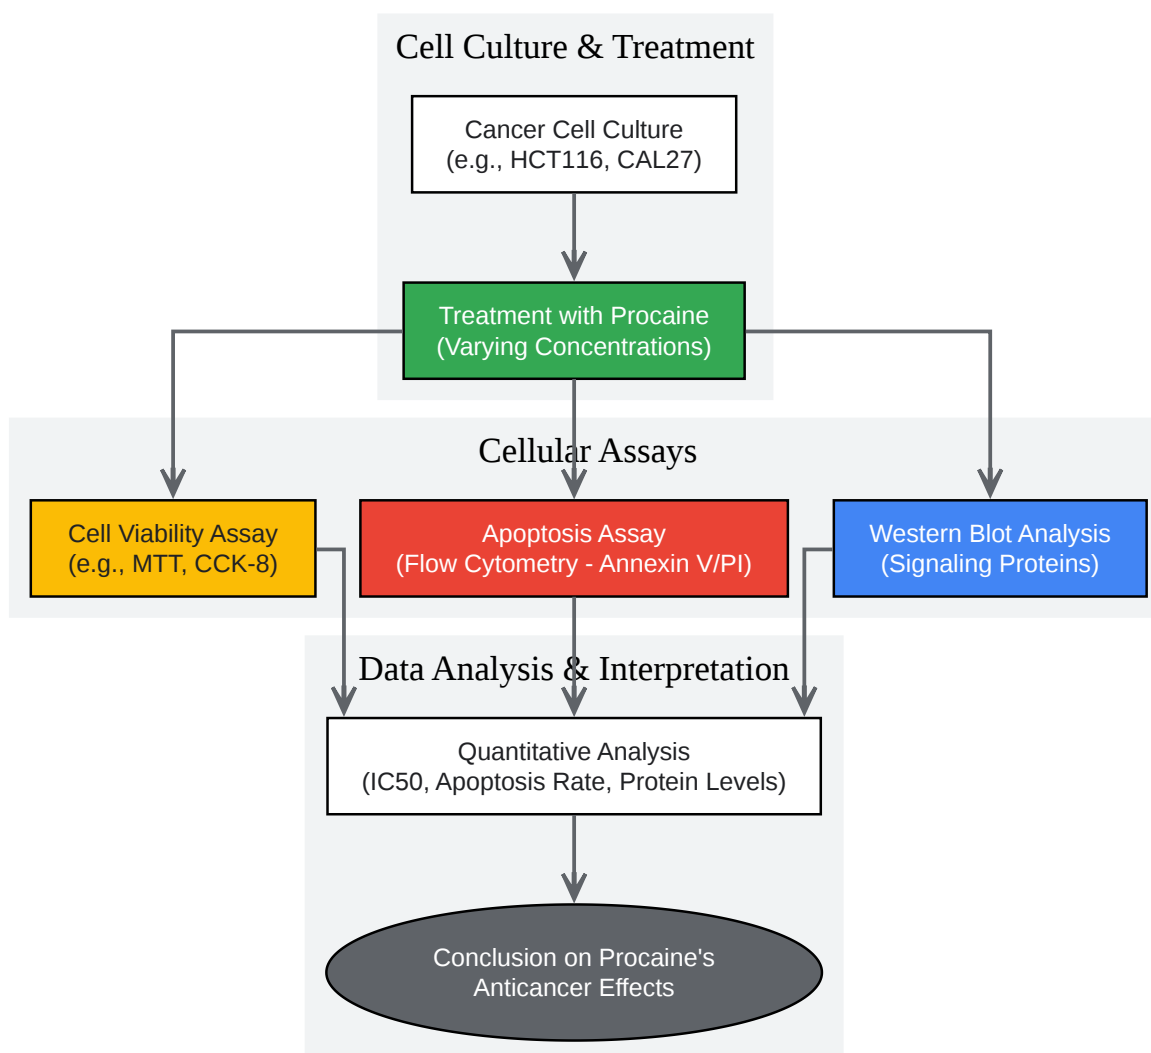 Cell Culture & Treatment
Cancer Cell Culture
(e.g., HCT116, CAL27)
Treatment with Procaine
(Varying Concentrations)
Cellular Assays
Cell Viability Assay
(e.g., MTT, CCK-8)
Apoptosis Assay
(Flow Cytometry - Annexin V/PI)
Western Blot Analysis
(Signaling Proteins)
Data Analysis & Interpretation
Quantitative Analysis
(IC50, Apoptosis Rate, Protein Levels)
Conclusion on Procaine's
Anticancer Effects